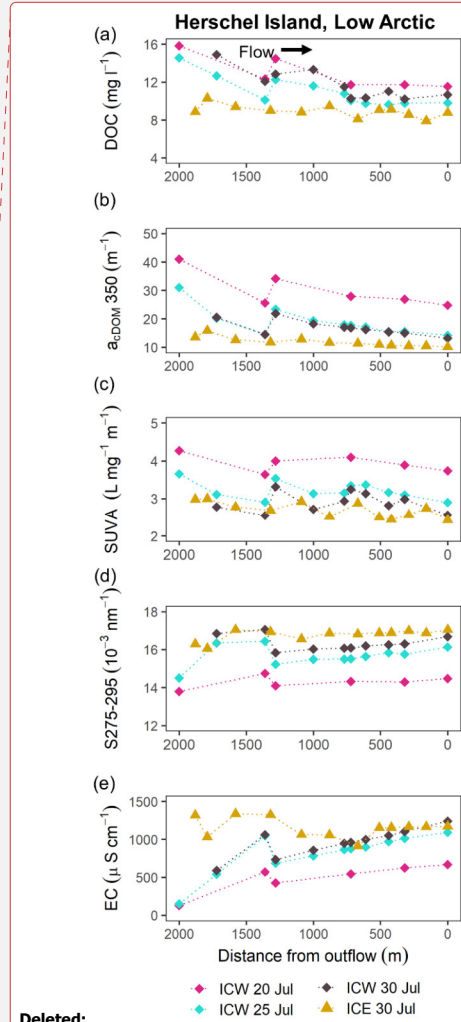 Herschel Island, Low Arctic
(a)
Flow
DOC (mg l⁻¹)
16
12
8
4
2000 1500 1000 500 0
(b)
a_cDOM 350 (m⁻¹)
50
40
30
20
10
2000 1500 1000 500 0
(c)
SUVA (L mg⁻¹ m⁻¹)
5
4
3
2
2000 1500 1000 500 0
(d)
S275-295 (10⁻³ nm⁻¹)
18
16
14
12
2000 1500 1000 500 0
(e)
EC (μ S cm⁻¹)
1500
1000
500
0
2000 1500 1000 500 0
Distance from outflow (m)
ICW 20 Jul ICW 30 Jul
ICW 25 Jul ICE 30 Jul
Deleted: